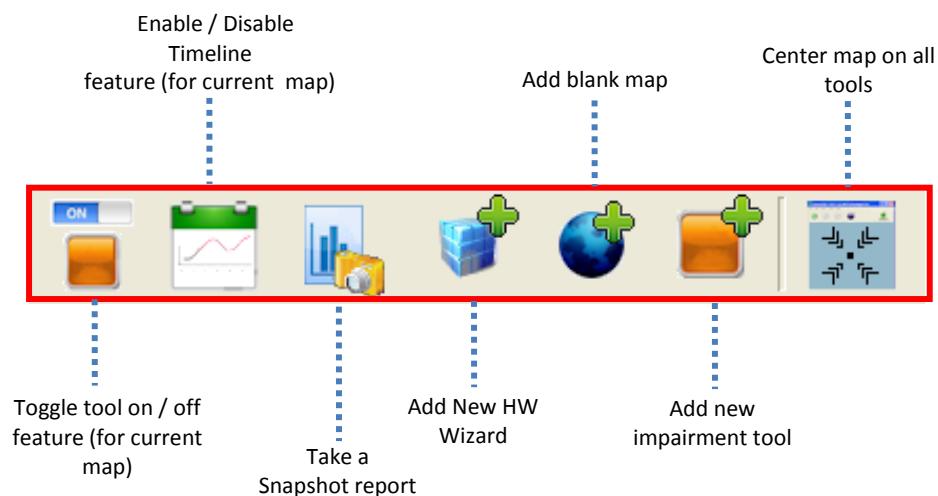 Enable / Disable
Timeline
feature (for current map)
Add blank map
Center map on all
tools
ON
Toggle tool on / off
feature (for current
map)
Take a
Snapshot report
Add New HW
Wizard
Add new
impairment tool